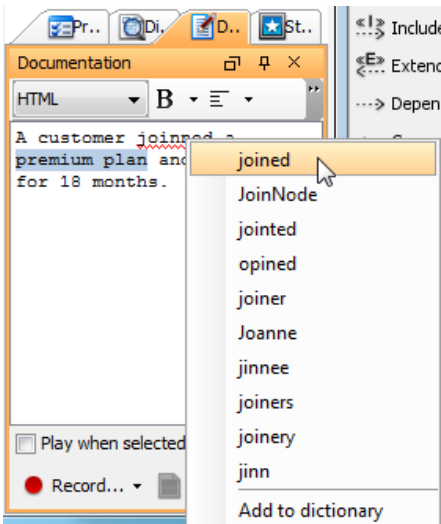 Pr.. Di. D.. St..
Documentation
HTML B
A customer joinned a
premium plan and
for 18 months.
Play when selected
Record...
joined
JoinNode
jointed
opined
joiner
Joanne
jinnee
joiners
joinery
jinn
Add to dictionary
«I» Include
«E» Extend
Depen